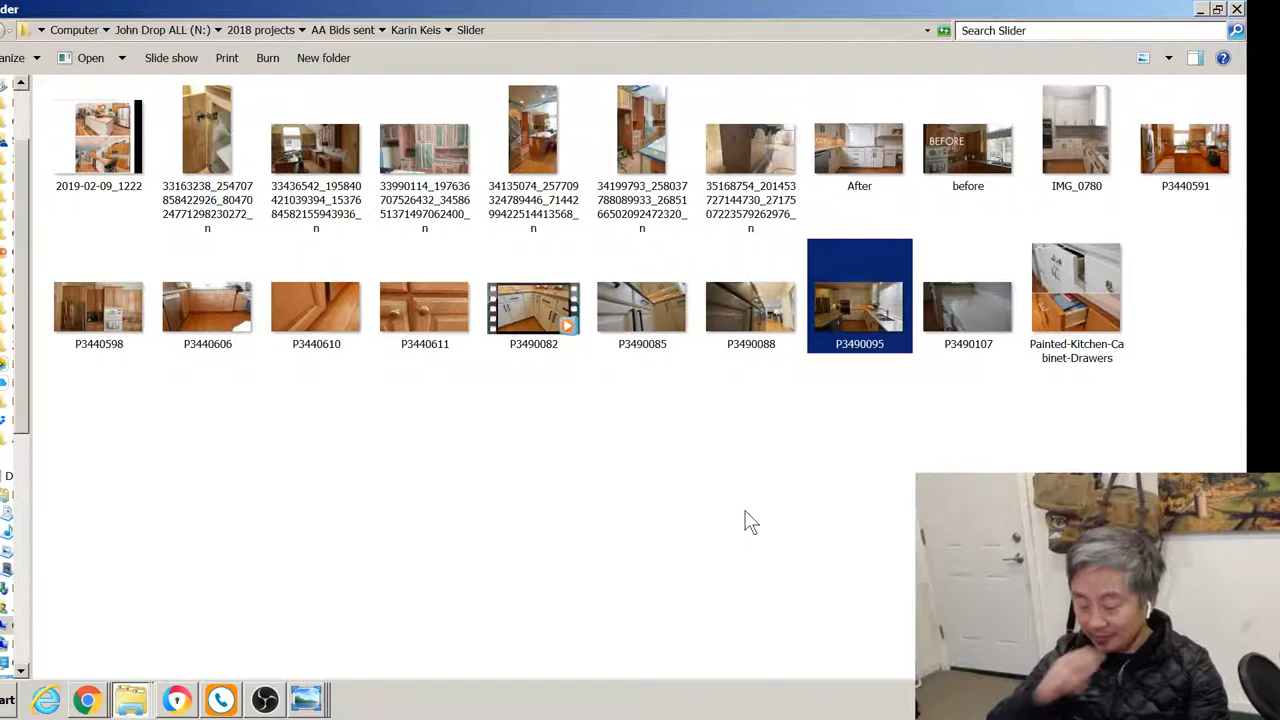 lder
Computer John Drop ALL (N:) 2018 projects AA Bids sent Karin Keis Slider Search Slider
anize Open Slide show Print Burn New folder
2019-02-09_1222
33163238_254707
858422926_80470
24771298230272_
n
33436542_195840
421039394_15376
84582155943936_
n
33990114_197636
707526432_34586
51371497062400_
n
34135074_257709
324789446_71442
99422514413568_
n
34199793_258037
788089933_26851
66502092472320_
n
35168754_201453
727144730_27175
07223579262976_
n
After
BEFORE
before
IMG_0780
P3440591
P3440598
P3440606
P3440610
P3440611
P3490082
P3490085
P3490088
P3490095
P3490107
Painted-Kitchen-Ca
binet-Drawers
D
art